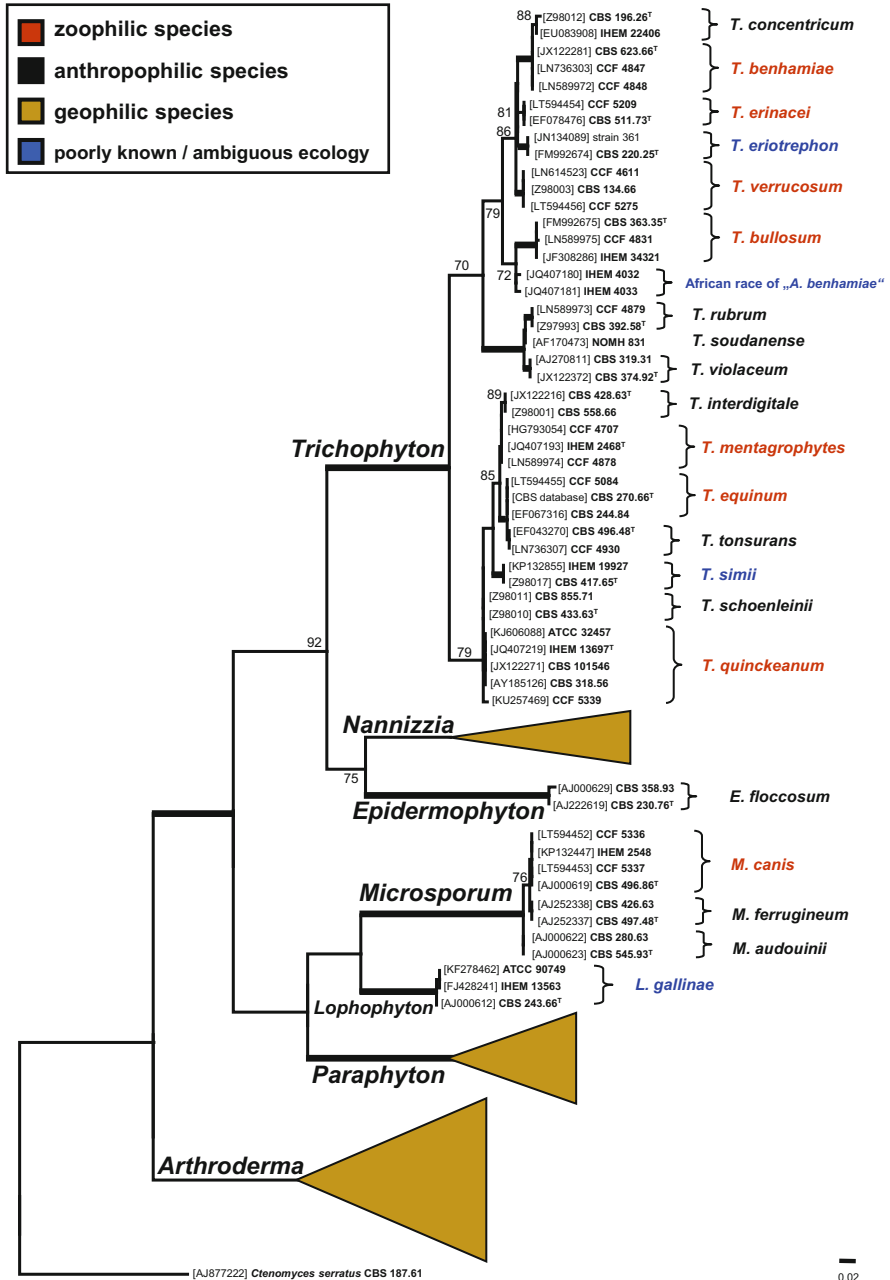 zoophilic species
anthropophilic species
geophilic species
poorly known / ambiguous ecology
88
[Z98012] CBS 196.26ᵀ
[EU083908] IHEM 22406
T. concentricum
[JX122281] CBS 623.66ᵀ
[LN736303] CCF 4847
[LN589972] CCF 4848
T. benhamiae
81
[LT594454] CCF 5209
[EF078476] CBS 511.73ᵀ
T. erinacei
86
[JN134089] strain 361
[FM992674] CBS 220.25ᵀ
T. eriotrephon
[LN614523] CCF 4611
[Z98003] CBS 134.66
[LT594456] CCF 5275
T. verrucosum
79
[FM992675] CBS 363.35ᵀ
[LN589975] CCF 4831
[JF308286] IHEM 34321
T. bullosum
70
72
[JQ407180] IHEM 4032
[JQ407181] IHEM 4033
African race of „A. benhamiae“
[LN589973] CCF 4879
[Z97993] CBS 392.58ᵀ
T. rubrum
[AF170473] NOMH 831
T. soudanense
[AJ270811] CBS 319.31
[JX122372] CBS 374.92ᵀ
T. violaceum
89
[JX122216] CBS 428.63ᵀ
[Z98001] CBS 558.66
T. interdigitale
Trichophyton
[HG793054] CCF 4707
[JQ407193] IHEM 2468ᵀ
[LN589974] CCF 4878
T. mentagrophytes
85
[LT594455] CCF 5084
[CBS database] CBS 270.66ᵀ
[EF067316] CBS 244.84
T. equinum
[EF043270] CBS 496.48ᵀ
[LN736307] CCF 4930
T. tonsurans
[KP132855] IHEM 19927
[Z98017] CBS 417.65ᵀ
T. simii
[Z98011] CBS 855.71
[Z98010] CBS 433.63ᵀ
T. schoenleinii
92
79
[KJ606088] ATCC 32457
[JQ407219] IHEM 13697ᵀ
[JX122271] CBS 101546
[AY185126] CBS 318.56
[KU257469] CCF 5339
T. quinckeanum
Nannizzia
75
[AJ000629] CBS 358.93
[AJ222619] CBS 230.76ᵀ
E. floccosum
Epidermophyton
[LT594452] CCF 5336
[KP132447] IHEM 2548
[LT594453] CCF 5337
[AJ000619] CBS 496.86ᵀ
M. canis
76
Microsporum
[AJ252338] CBS 426.63
[AJ252337] CBS 497.48ᵀ
M. ferrugineum
[AJ000622] CBS 280.63
[AJ000623] CBS 545.93ᵀ
M. audouinii
[KF278462] ATCC 90749
[FJ428241] IHEM 13563
[AJ000612] CBS 243.66ᵀ
L. gallinae
Lophophyton
Paraphyton
Arthroderma
[AJ877222] Ctenomyces serratus CBS 187.61
0.02